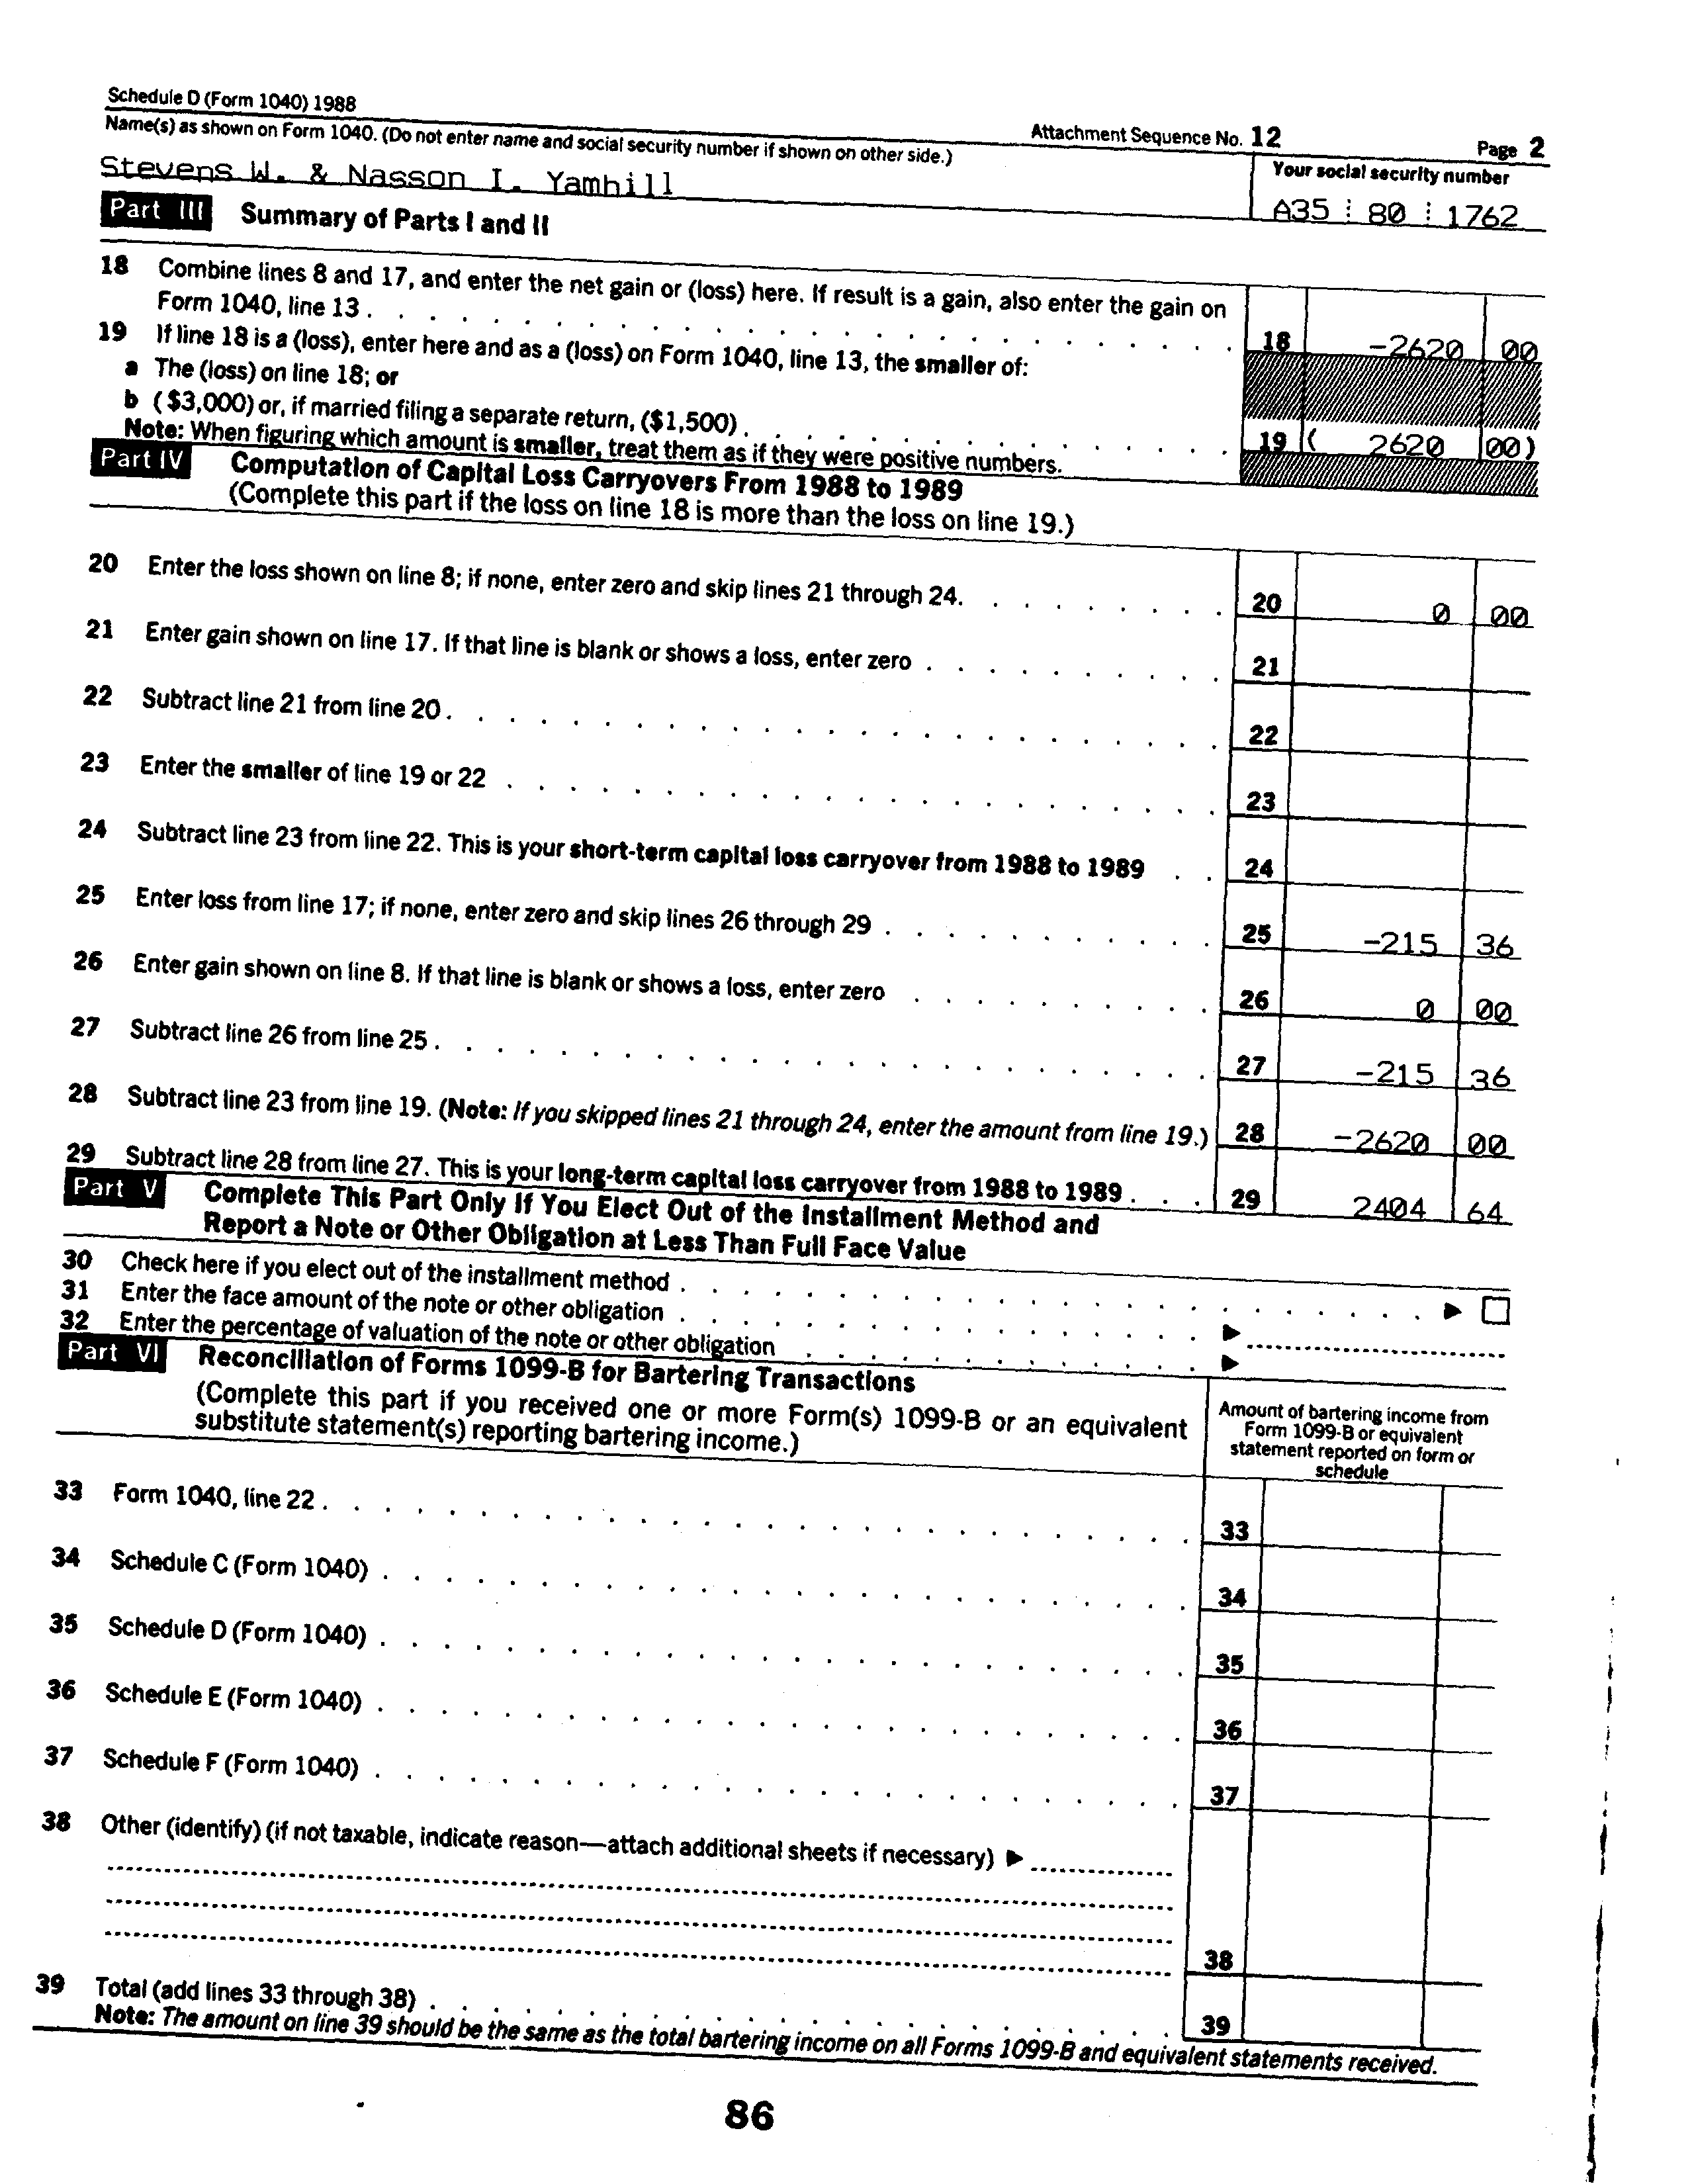 Schedule D (Form 1040) 1988
Attachment Sequence No. 12
Page 2
Name(s) as shown on Form 1040. (Do not enter name and social security number if shown on other side.)
Your social security number
Stevens W. & Nasson I. Yamhill
A35 80 1762
Part III Summary of Parts I and II
18 Combine lines 8 and 17, and enter the net gain or (loss) here. If result is a gain, also enter the gain on
Form 1040, line 13 . 18 -2620 00
19 If line 18 is a (loss), enter here and as a (loss) on Form 1040, line 13, the smaller of:
a The (loss) on line 18; or
b ($3,000) or, if married filing a separate return, ($1,500) . 19 ( 2620 00)
Note: When figuring which amount is smaller, treat them as if they were positive numbers.
Part IV Computation of Capital Loss Carryovers From 1988 to 1989
(Complete this part if the loss on line 18 is more than the loss on line 19.)
20 Enter the loss shown on line 8; if none, enter zero and skip lines 21 through 24. 20 0 00
21 Enter gain shown on line 17. If that line is blank or shows a loss, enter zero . 21
22 Subtract line 21 from line 20 . 22
23 Enter the smaller of line 19 or 22 . 23
24 Subtract line 23 from line 22. This is your short-term capital loss carryover from 1988 to 1989 . 24
25 Enter loss from line 17; if none, enter zero and skip lines 26 through 29 . 25 -215 36
26 Enter gain shown on line 8. If that line is blank or shows a loss, enter zero . 26 0 00
27 Subtract line 26 from line 25 . 27 -215 36
28 Subtract line 23 from line 19. (Note: If you skipped lines 21 through 24, enter the amount from line 19.) 28 -2620 00
29 Subtract line 28 from line 27. This is your long-term capital loss carryover from 1988 to 1989 . 29 2404 64
Part V Complete This Part Only If You Elect Out of the Installment Method and
Report a Note or Other Obligation at Less Than Full Face Value
30 Check here if you elect out of the installment method .
31 Enter the face amount of the note or other obligation .
32 Enter the percentage of valuation of the note or other obligation .
Part VI Reconciliation of Forms 1099-B for Bartering Transactions
(Complete this part if you received one or more Form(s) 1099-B or an equivalent
substitute statement(s) reporting bartering income.)
Amount of bartering income from
Form 1099-B or equivalent
statement reported on form or
schedule
33 Form 1040, line 22 . 33
34 Schedule C (Form 1040) . 34
35 Schedule D (Form 1040) . 35
36 Schedule E (Form 1040) . 36
37 Schedule F (Form 1040) . 37
38 Other (identify) (if not taxable, indicate reason—attach additional sheets if necessary) ▶
38
39 Total (add lines 33 through 38) . 39
Note: The amount on line 39 should be the same as the total bartering income on all Forms 1099-B and equivalent statements received.
86